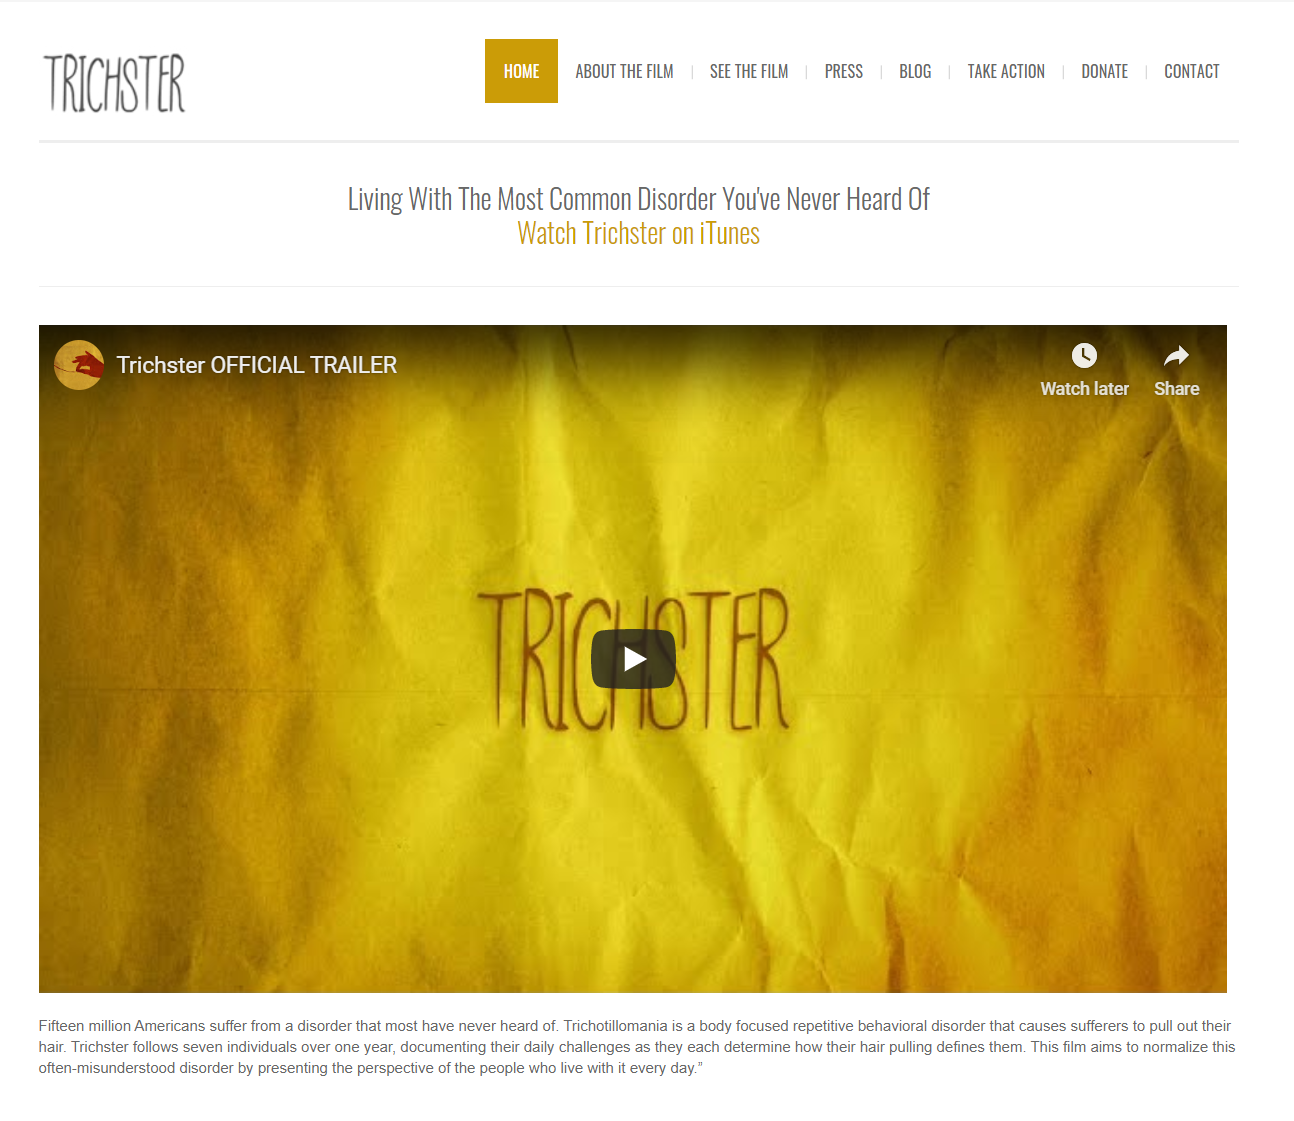 TRICHSTER
HOME
ABOUT THE FILM | SEE THE FILM | PRESS | BLOG | TAKE ACTION | DONATE | CONTACT
Living With The Most Common Disorder You've Never Heard Of
Watch Trichster on iTunes
Trichster OFFICIAL TRAILER
Watch later
Share
TRICHSTER
Fifteen million Americans suffer from a disorder that most have never heard of. Trichotillomania is a body focused repetitive behavioral disorder that causes sufferers to pull out their
hair. Trichster follows seven individuals over one year, documenting their daily challenges as they each determine how their hair pulling defines them. This film aims to normalize this
often-misunderstood disorder by presenting the perspective of the people who live with it every day.”